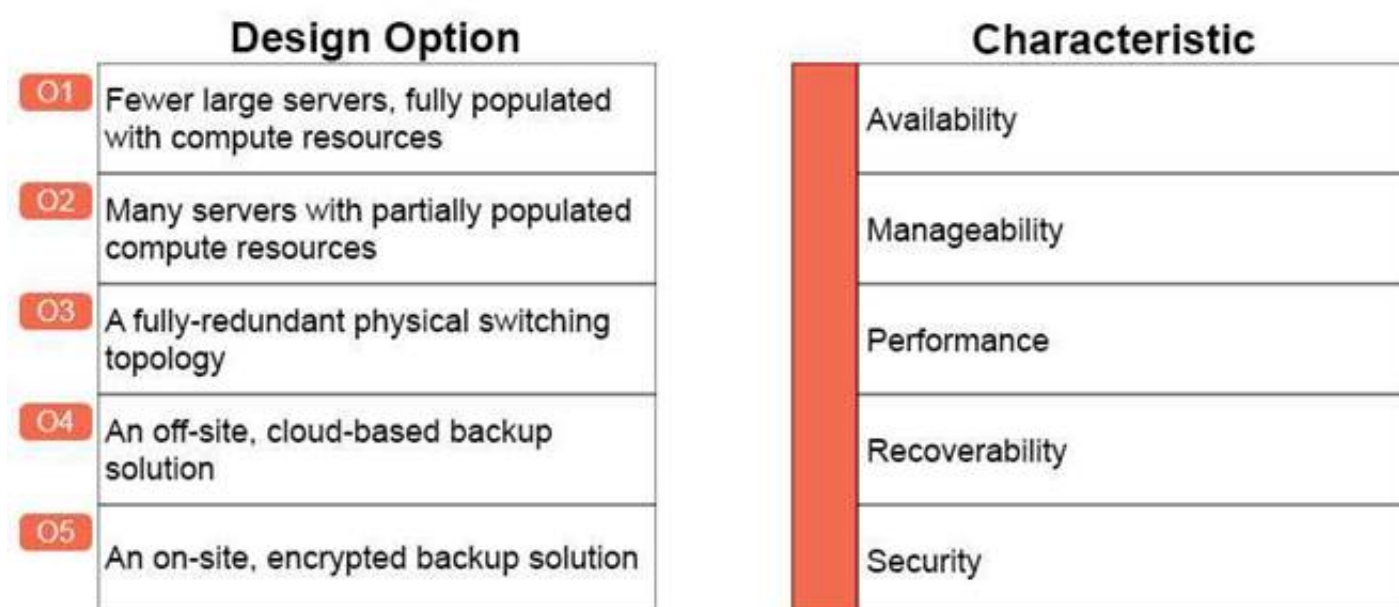 Design Option
O1
Fewer large servers, fully populated
with compute resources
O2
Many servers with partially populated
compute resources
O3
A fully-redundant physical switching
topology
O4
An off-site, cloud-based backup
solution
O5
An on-site, encrypted backup solution
Characteristic
Availability
Manageability
Performance
Recoverability
Security